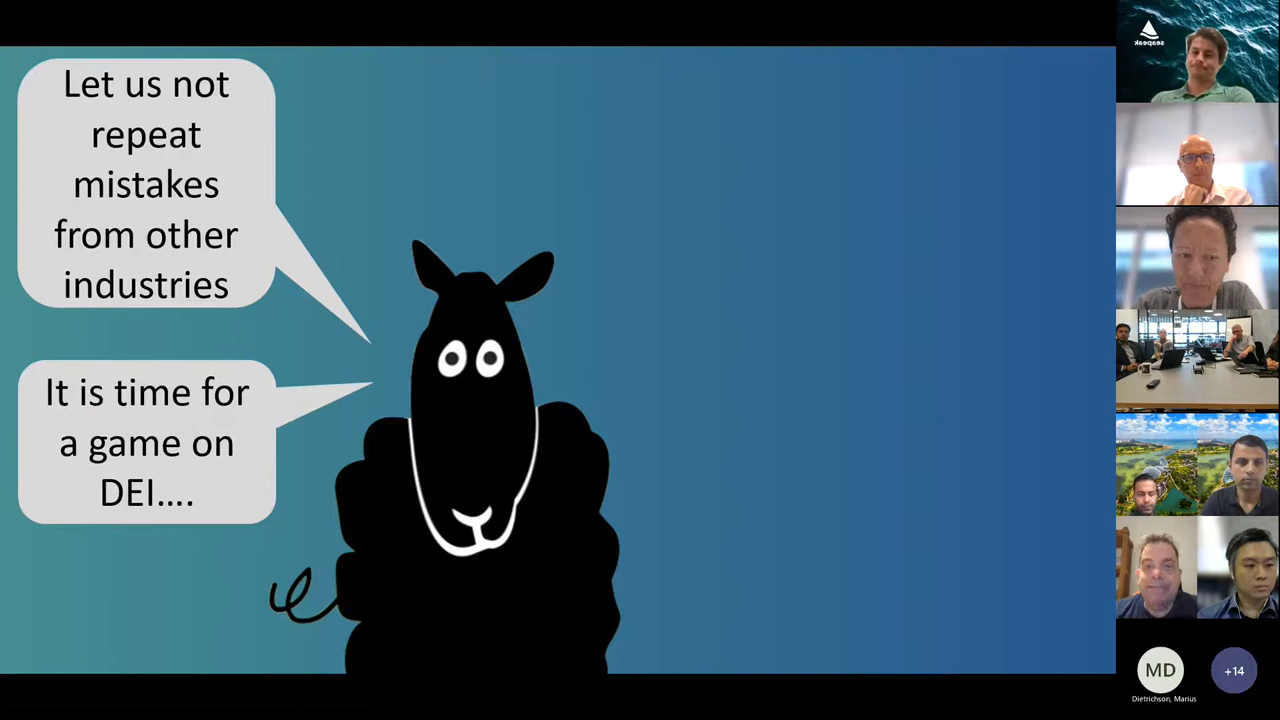 Let us not
repeat
mistakes
from other
industries
It is time for
a game on
DEI....
seapeak
MD
Dietrichson, Marius
+14